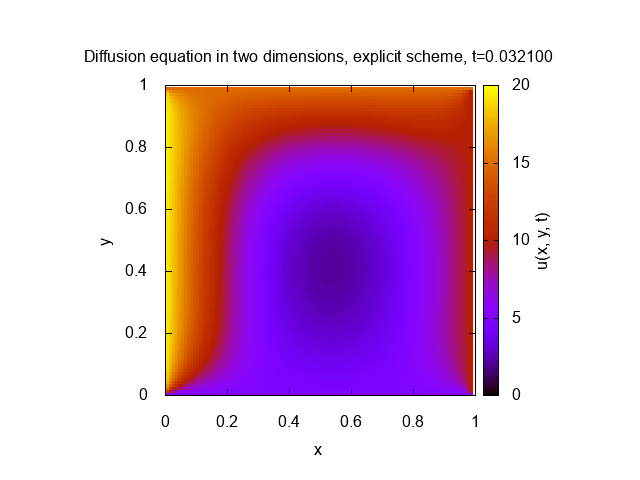 Diffusion equation in two dimensions, explicit scheme, t=0.032100
1
0.8
0.6
0.4
0.2
0
y
0 0.2 0.4 0.6 0.8 1
x
20
15
10
5
0
u(x, y, t)